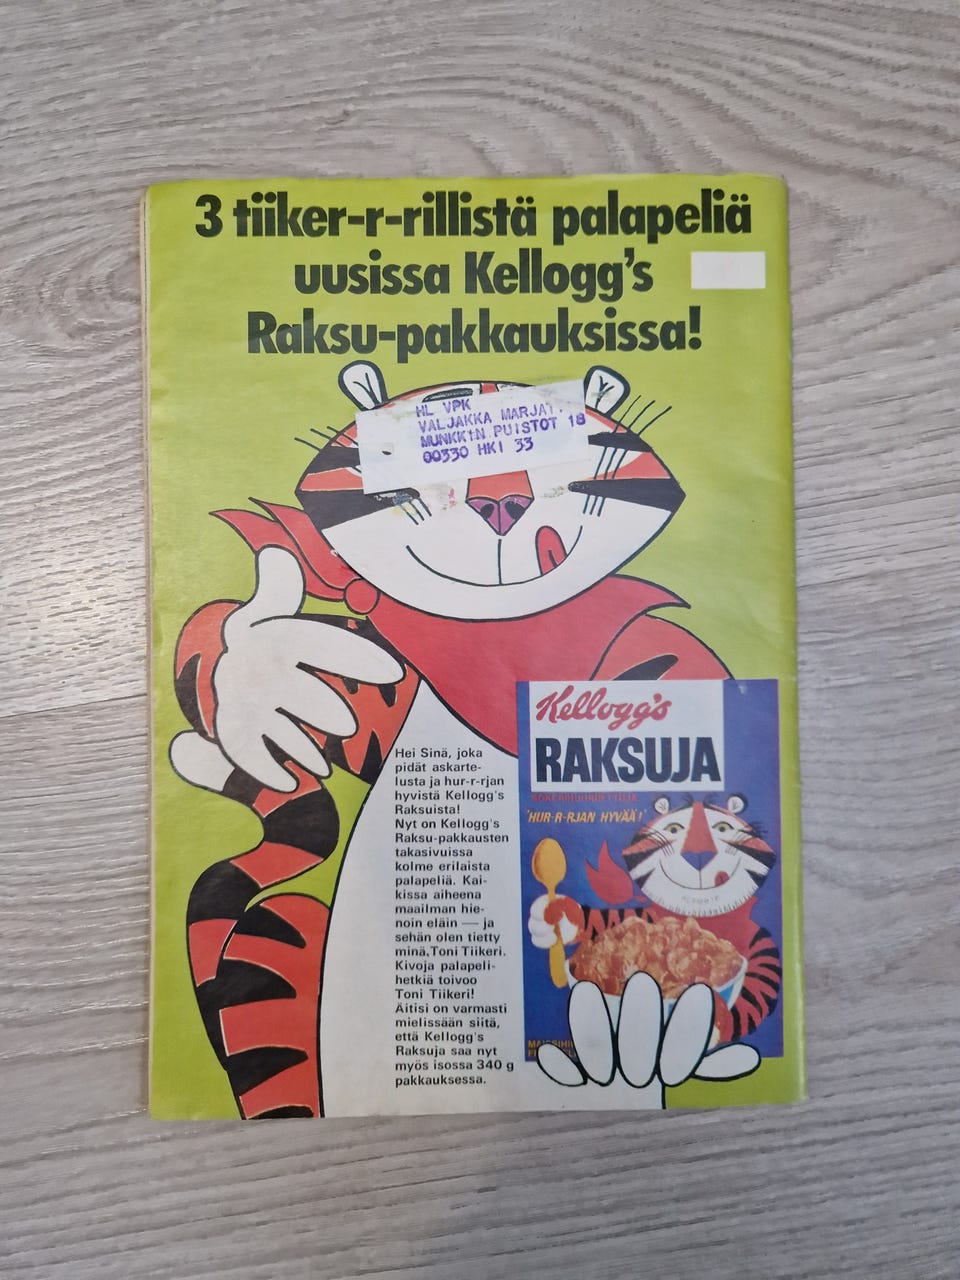 3 tiiker-r-rillistä palapeliä
uusissa Kellogg's
Raksu-pakkauksissa!
HL VPK
VALJAKKA MARJAT.
MUNKK:N PUISTOT 18
00330 HKI 33
Hei Sinä, joka
pidät askarte-
lusta ja hur-r-rjan
hyvistä Kellogg's
Raksuista!
Nyt on Kellogg's
Raksu-pakkausten
takasivuissa
kolme erilaista
palapeliä. Kai-
kissa aiheena
maailman hie-
noin eläin — ja
sehän olen tietty
minä, Toni Tiikeri.
Kivoja palapeli-
hetkiä toivoo
Toni Tiikeri!
Äitisi on varmasti
mielissään siitä,
että Kellogg's
Raksuja saa nyt
myös isossa 340 g
pakkauksessa.
Kellogg's
RAKSUJA
"HUR-R-RJAN HYVÄÄ!"